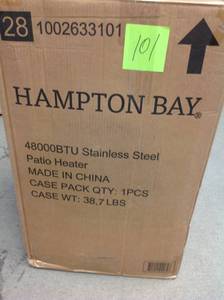 28 1002633101
101
HAMPTON BAY®
48000BTU Stainless Steel
Patio Heater
MADE IN CHINA
CASE PACK QTY: 1PCS
CASE WT: 38.7 LBS